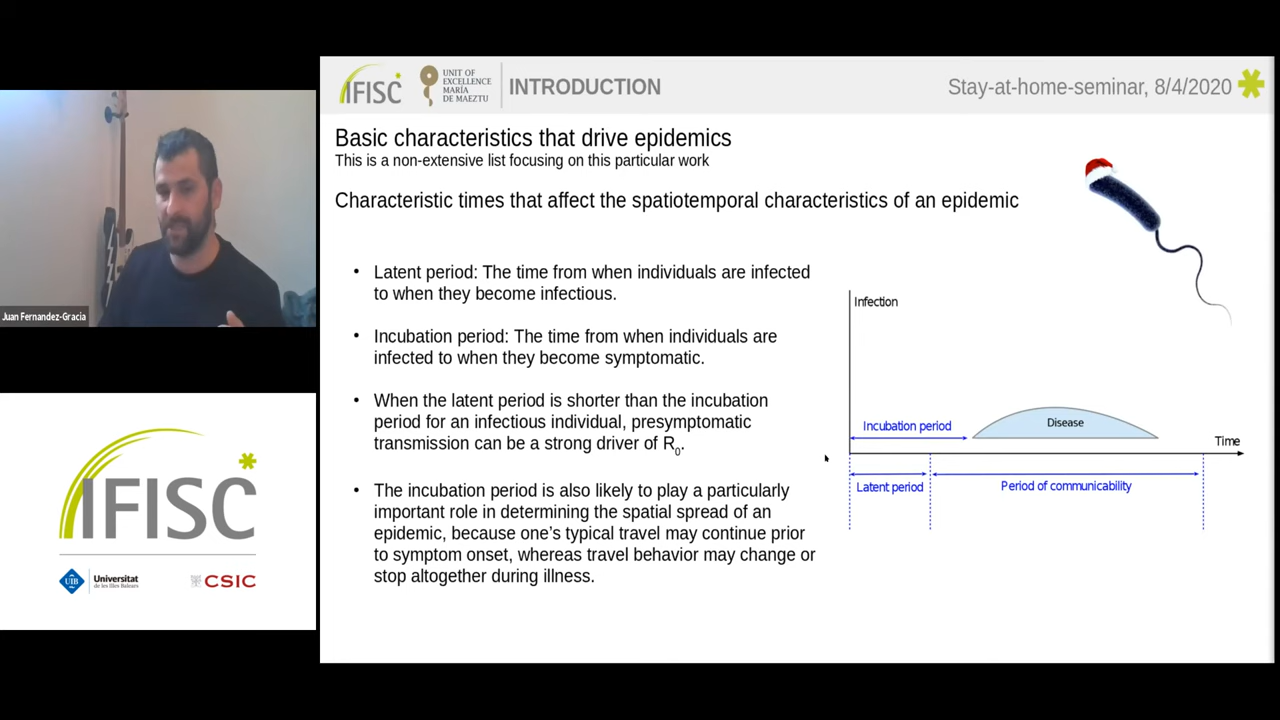 IFISC
UNIT OF
EXCELLENCE
MARÍA
DE MAEZTU
INTRODUCTION
Stay-at-home-seminar, 8/4/2020
Basic characteristics that drive epidemics
This is a non-extensive list focusing on this particular work
Characteristic times that affect the spatiotemporal characteristics of an epidemic
• Latent period: The time from when individuals are infected
to when they become infectious.
• Incubation period: The time from when individuals are
infected to when they become symptomatic.
• When the latent period is shorter than the incubation
period for an infectious individual, presymptomatic
transmission can be a strong driver of R0.
• The incubation period is also likely to play a particularly
important role in determining the spatial spread of an
epidemic, because one's typical travel may continue prior
to symptom onset, whereas travel behavior may change or
stop altogether during illness.
Infection
Incubation period
Disease
Time
Latent period
Period of communicability
Juan Fernandez-Gracia
IFISC
UIB
Universitat
de les Illes Balears
CSIC